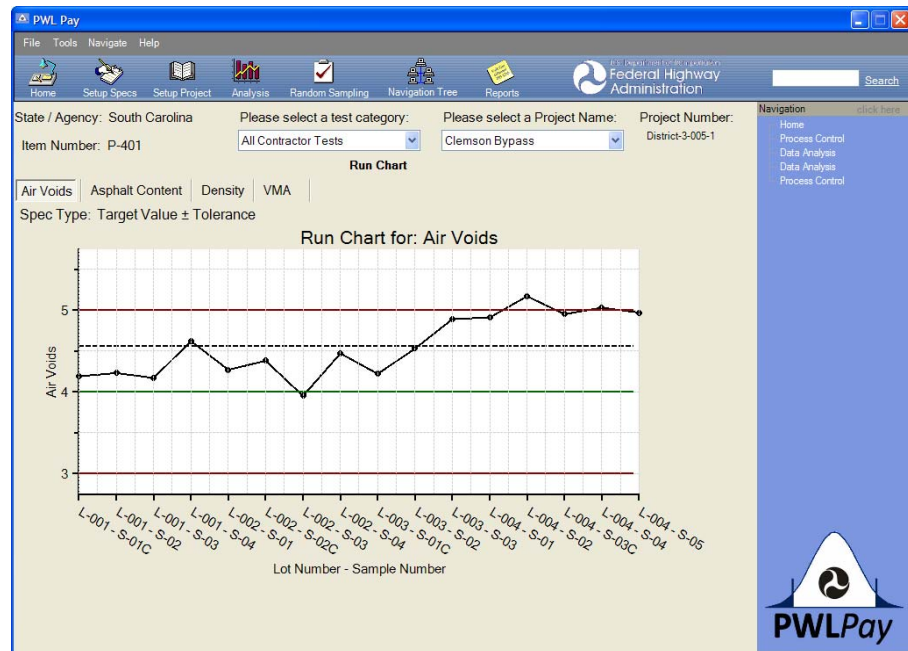 PWL Pay
File Tools Navigate Help
Home Setup Specs Setup Project Analysis Random Sampling Navigation Tree Reports
Federal Highway
Administration
Search
State / Agency: South Carolina
Please select a test category:
Please select a Project Name:
Project Number:
Item Number: P-401
All Contractor Tests
Clemson Bypass
District-3-005-1
Run Chart
Navigation click here
Home
Process Control
Data Analysis
Data Analysis
Process Control
Air Voids Asphalt Content Density VMA
Spec Type: Target Value ± Tolerance
Run Chart for: Air Voids
Air Voids
5
4
3
L-001 - S-01C
L-001 - S-02
L-001 - S-03
L-001 - S-04
L-002 - S-01
L-002 - S-02C
L-002 - S-03
L-002 - S-04
L-003 - S-01C
L-003 - S-02
L-003 - S-03
L-004 - S-01
L-004 - S-02
L-004 - S-03C
L-004 - S-04
L-004 - S-05
Lot Number - Sample Number
PWLPay